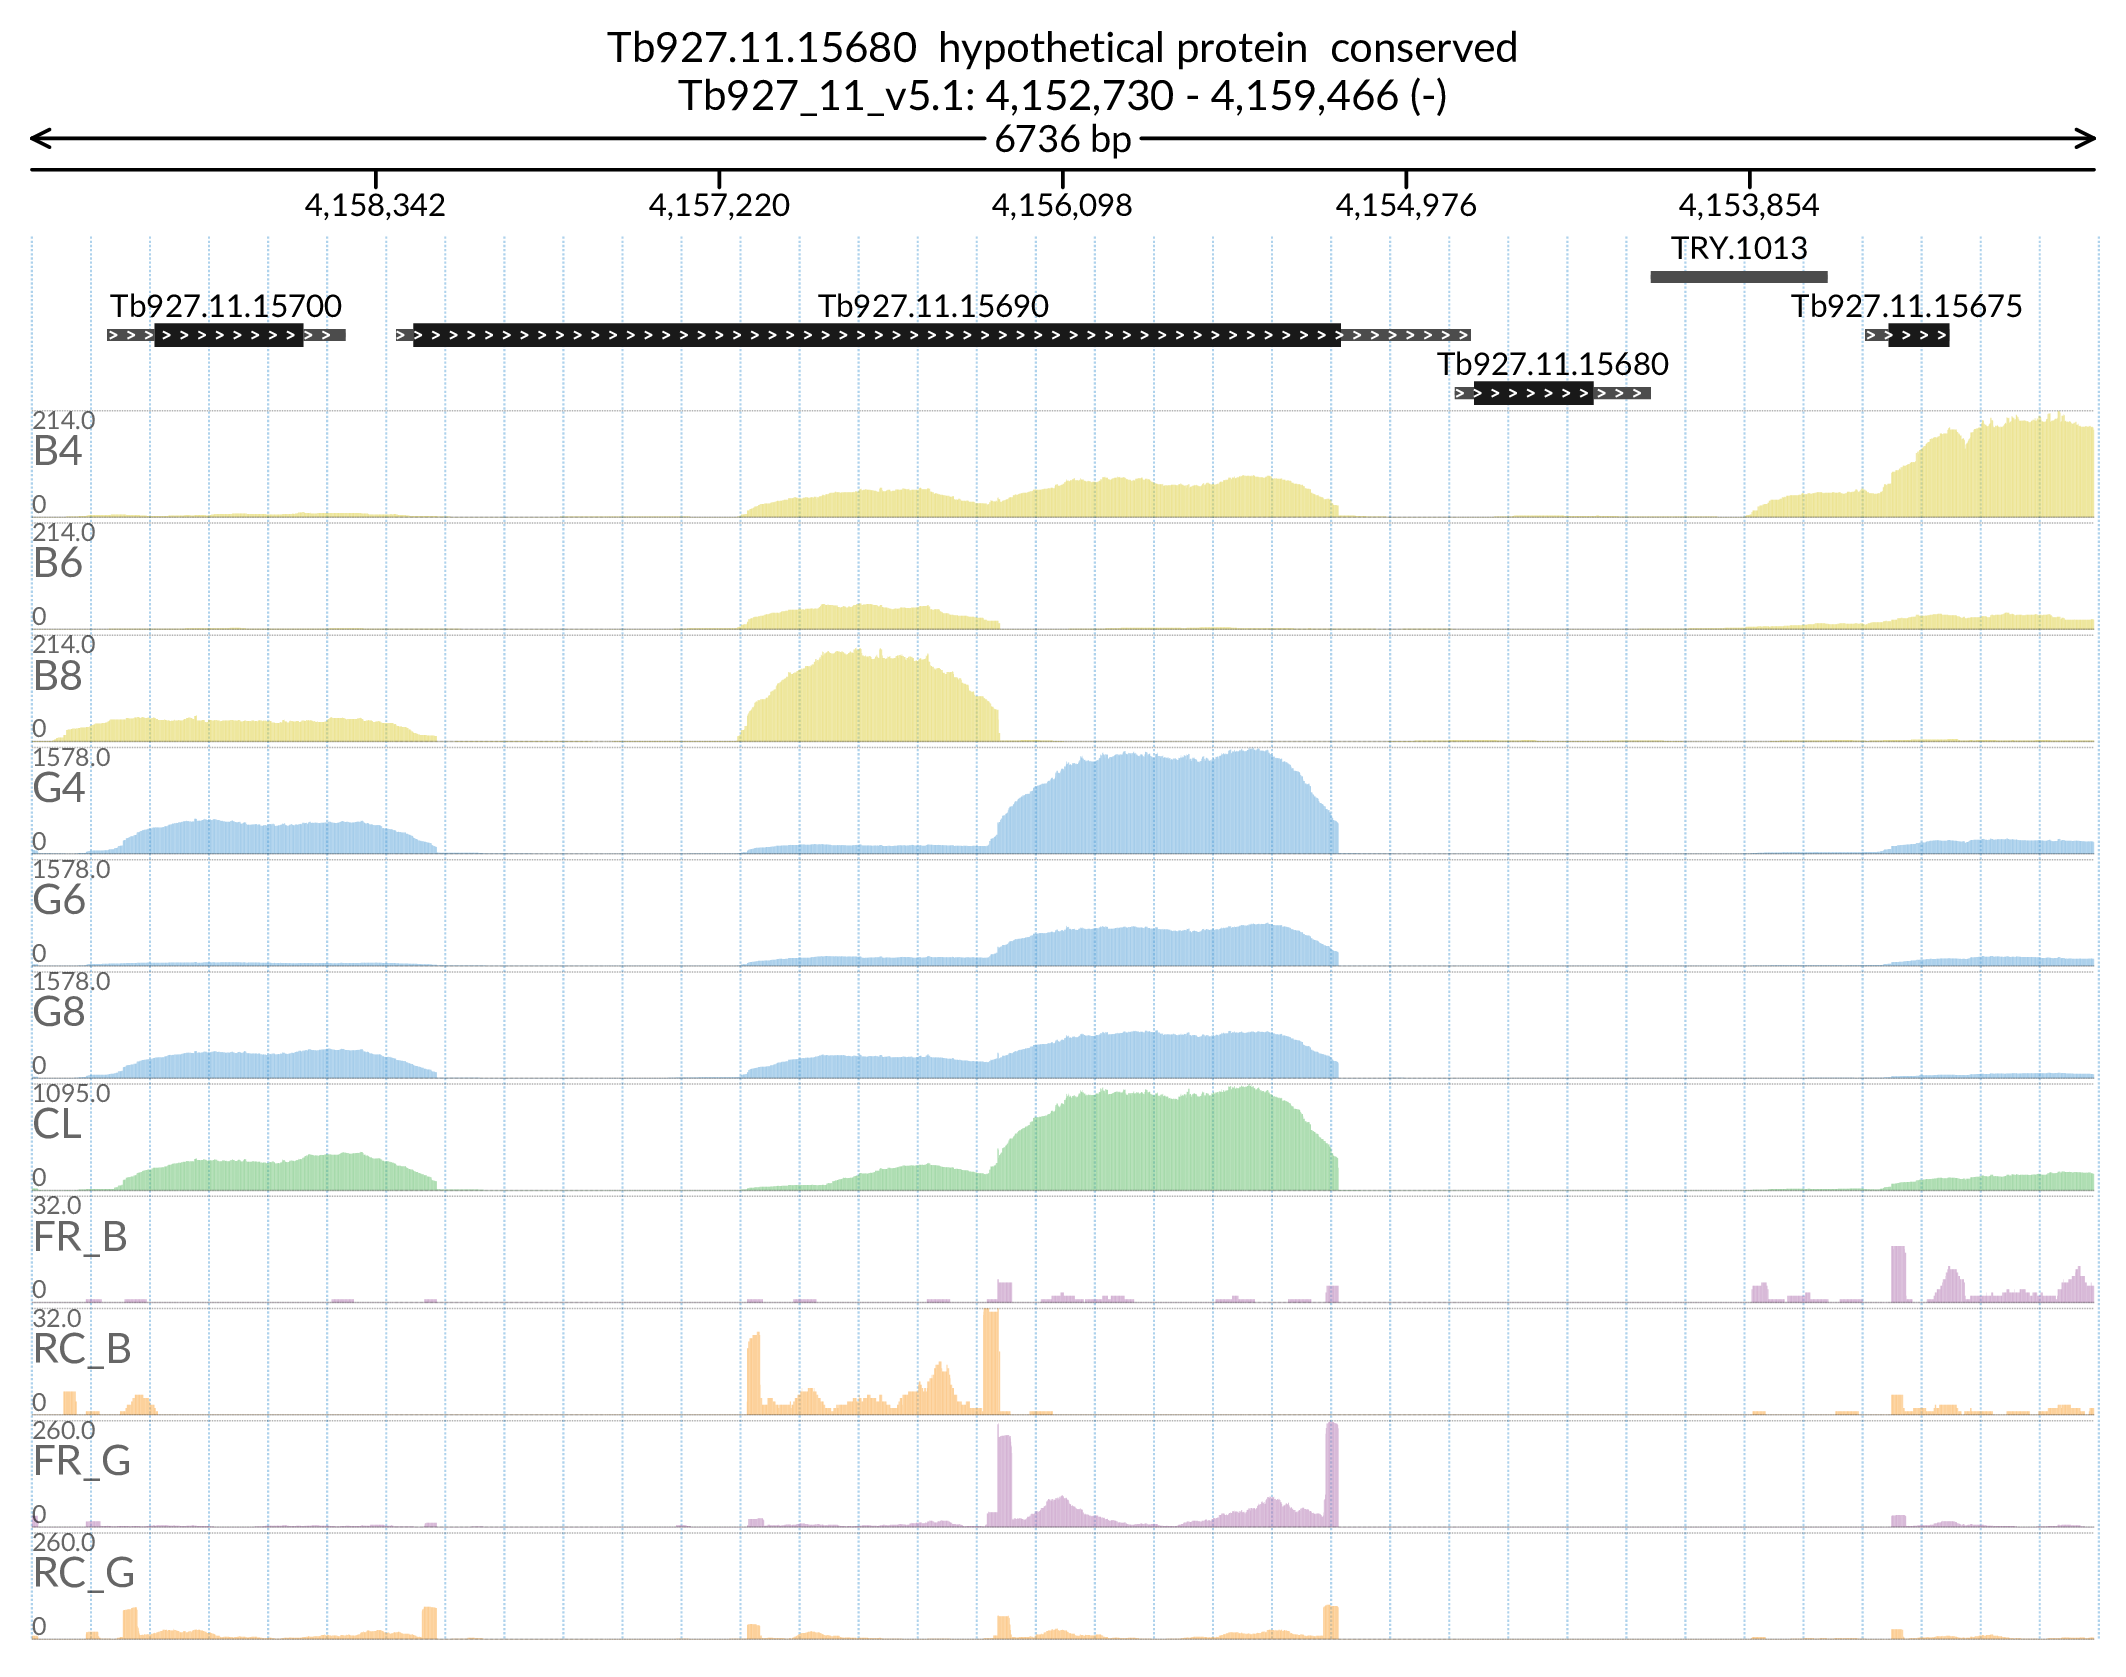 Tb927.11.15680  hypothetical protein  conserved
Tb927_11_v5.1: 4,152,730 - 4,159,466 (-)
6736 bp
4,158,342 4,157,220 4,156,098 4,154,976 4,153,854
TRY.1013
Tb927.11.15700 Tb927.11.15690 Tb927.11.15675
Tb927.11.15680
214.0
B4
0
214.0
B6
0
214.0
B8
0
1578.0
G4
0
1578.0
G6
0
1578.0
G8
0
1095.0
CL
0
32.0
FR_B
0
32.0
RC_B
0
260.0
FR_G
0
260.0
RC_G
0